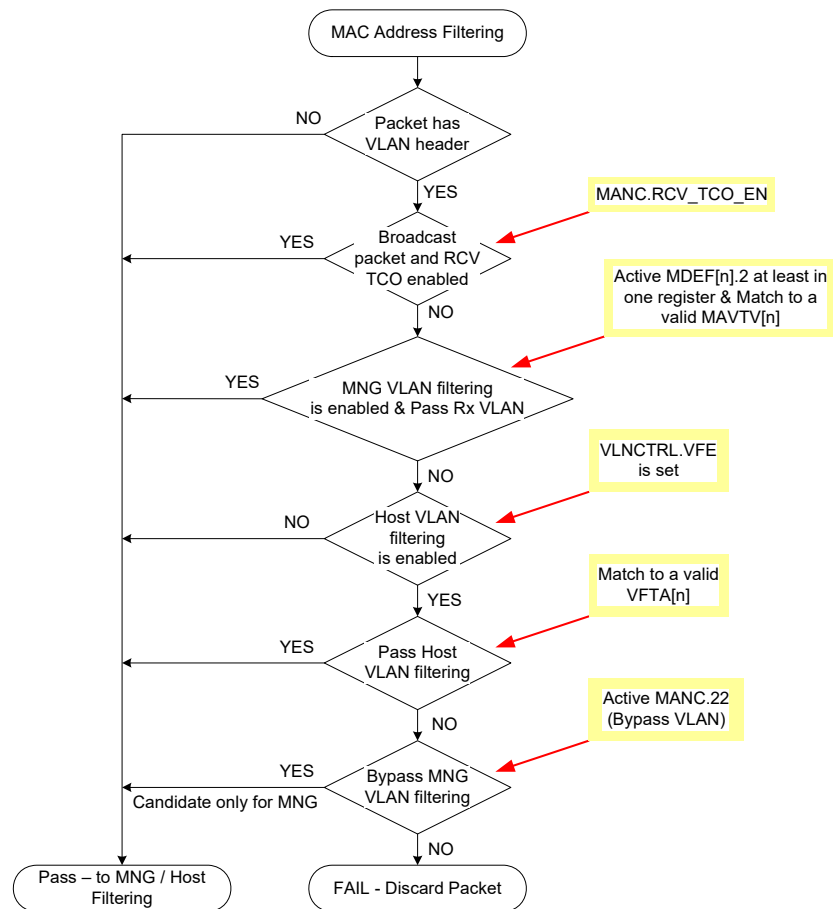 MAC Address Filtering
NO
Packet has
VLAN header
YES
MANC.RCV_TCO_EN
YES
Broadcast
packet and RCV
TCO enabled
Active MDEF[n].2 at least in
one register & Match to a
valid MAVTV[n]
NO
YES
MNG VLAN filtering
is enabled & Pass Rx VLAN
VLNCTRL.VFE
is set
NO
NO
Host VLAN
filtering
is enabled
Match to a valid
VFTA[n]
YES
YES
Pass Host
VLAN filtering
Active MANC.22
(Bypass VLAN)
NO
YES
Bypass MNG
VLAN filtering
Candidate only for MNG
NO
Pass – to MNG / Host
Filtering
FAIL - Discard Packet